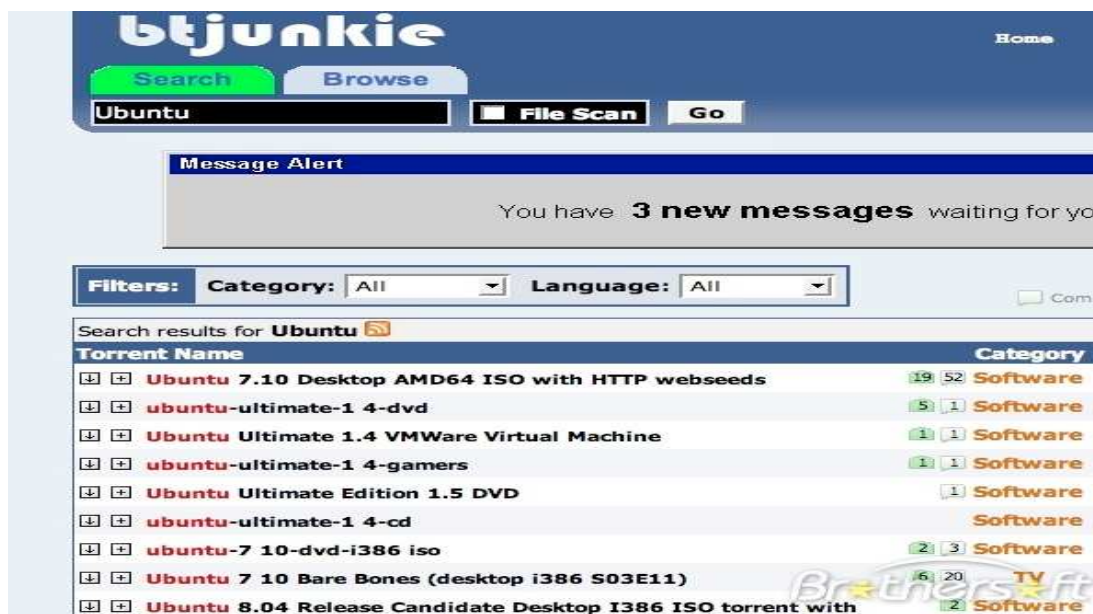 btjunkie
Home
Search Browse
Ubuntu File Scan Go
Message Alert
You have 3 new messages waiting for yo
Filters: Category: All Language: All
Com
Search results for Ubuntu
Torrent Name Category
Ubuntu 7.10 Desktop AMD64 ISO with HTTP webseeds 19 52 Software
ubuntu-ultimate-1 4-dvd 5 1 Software
Ubuntu Ultimate 1.4 VMWare Virtual Machine 1 1 Software
ubuntu-ultimate-1 4-gamers 1 1 Software
Ubuntu Ultimate Edition 1.5 DVD 1 Software
ubuntu-ultimate-1 4-cd Software
ubuntu-7 10-dvd-i386 iso 2 3 Software
Ubuntu 7 10 Bare Bones (desktop i386 S03E11) 6 20 TV
Brothersoft
Ubuntu 8.04 Release Candidate Desktop I386 ISO torrent with 2 Software